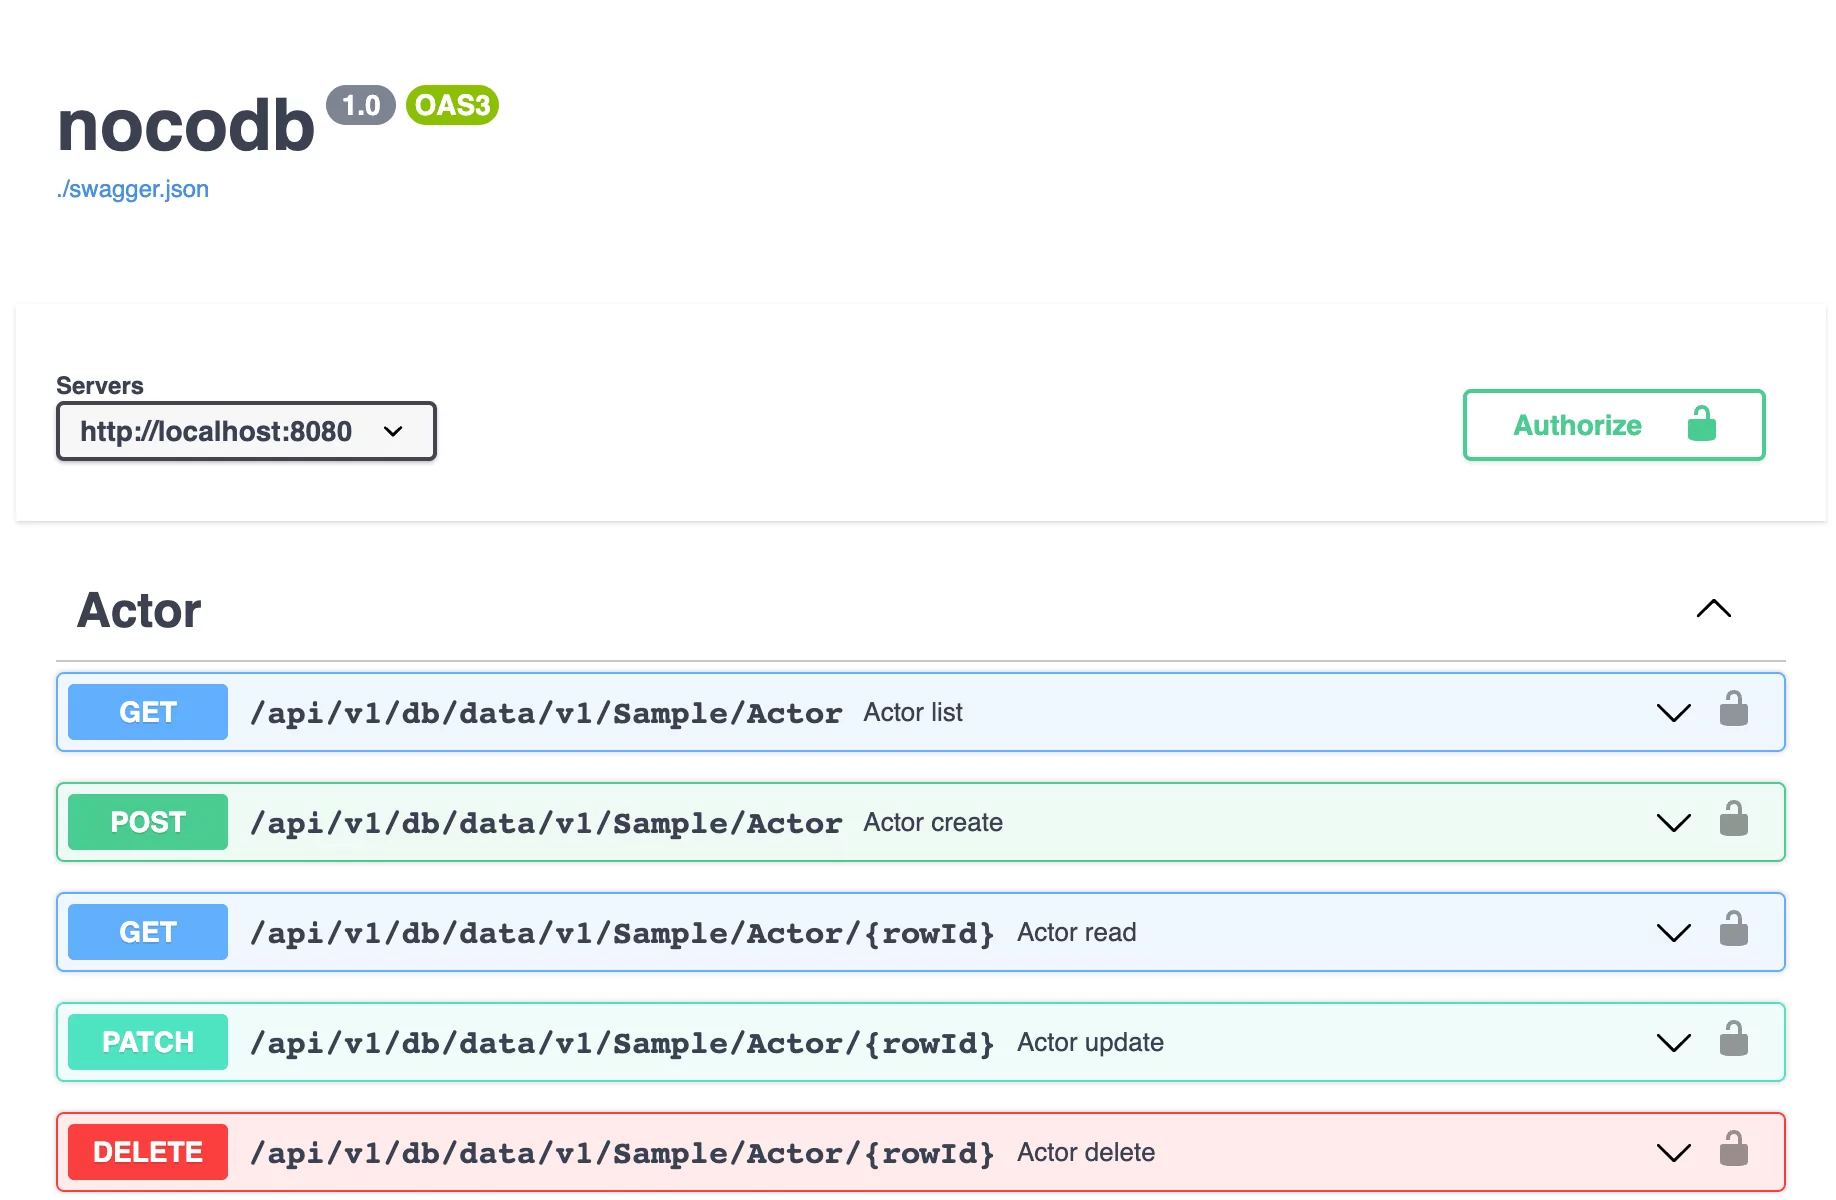 nocodb 1.0 OAS3
./swagger.json
Servers
http://localhost:8080
Authorize
Actor
GET /api/v1/db/data/v1/Sample/Actor Actor list
POST /api/v1/db/data/v1/Sample/Actor Actor create
GET /api/v1/db/data/v1/Sample/Actor/{rowId} Actor read
PATCH /api/v1/db/data/v1/Sample/Actor/{rowId} Actor update
DELETE /api/v1/db/data/v1/Sample/Actor/{rowId} Actor delete